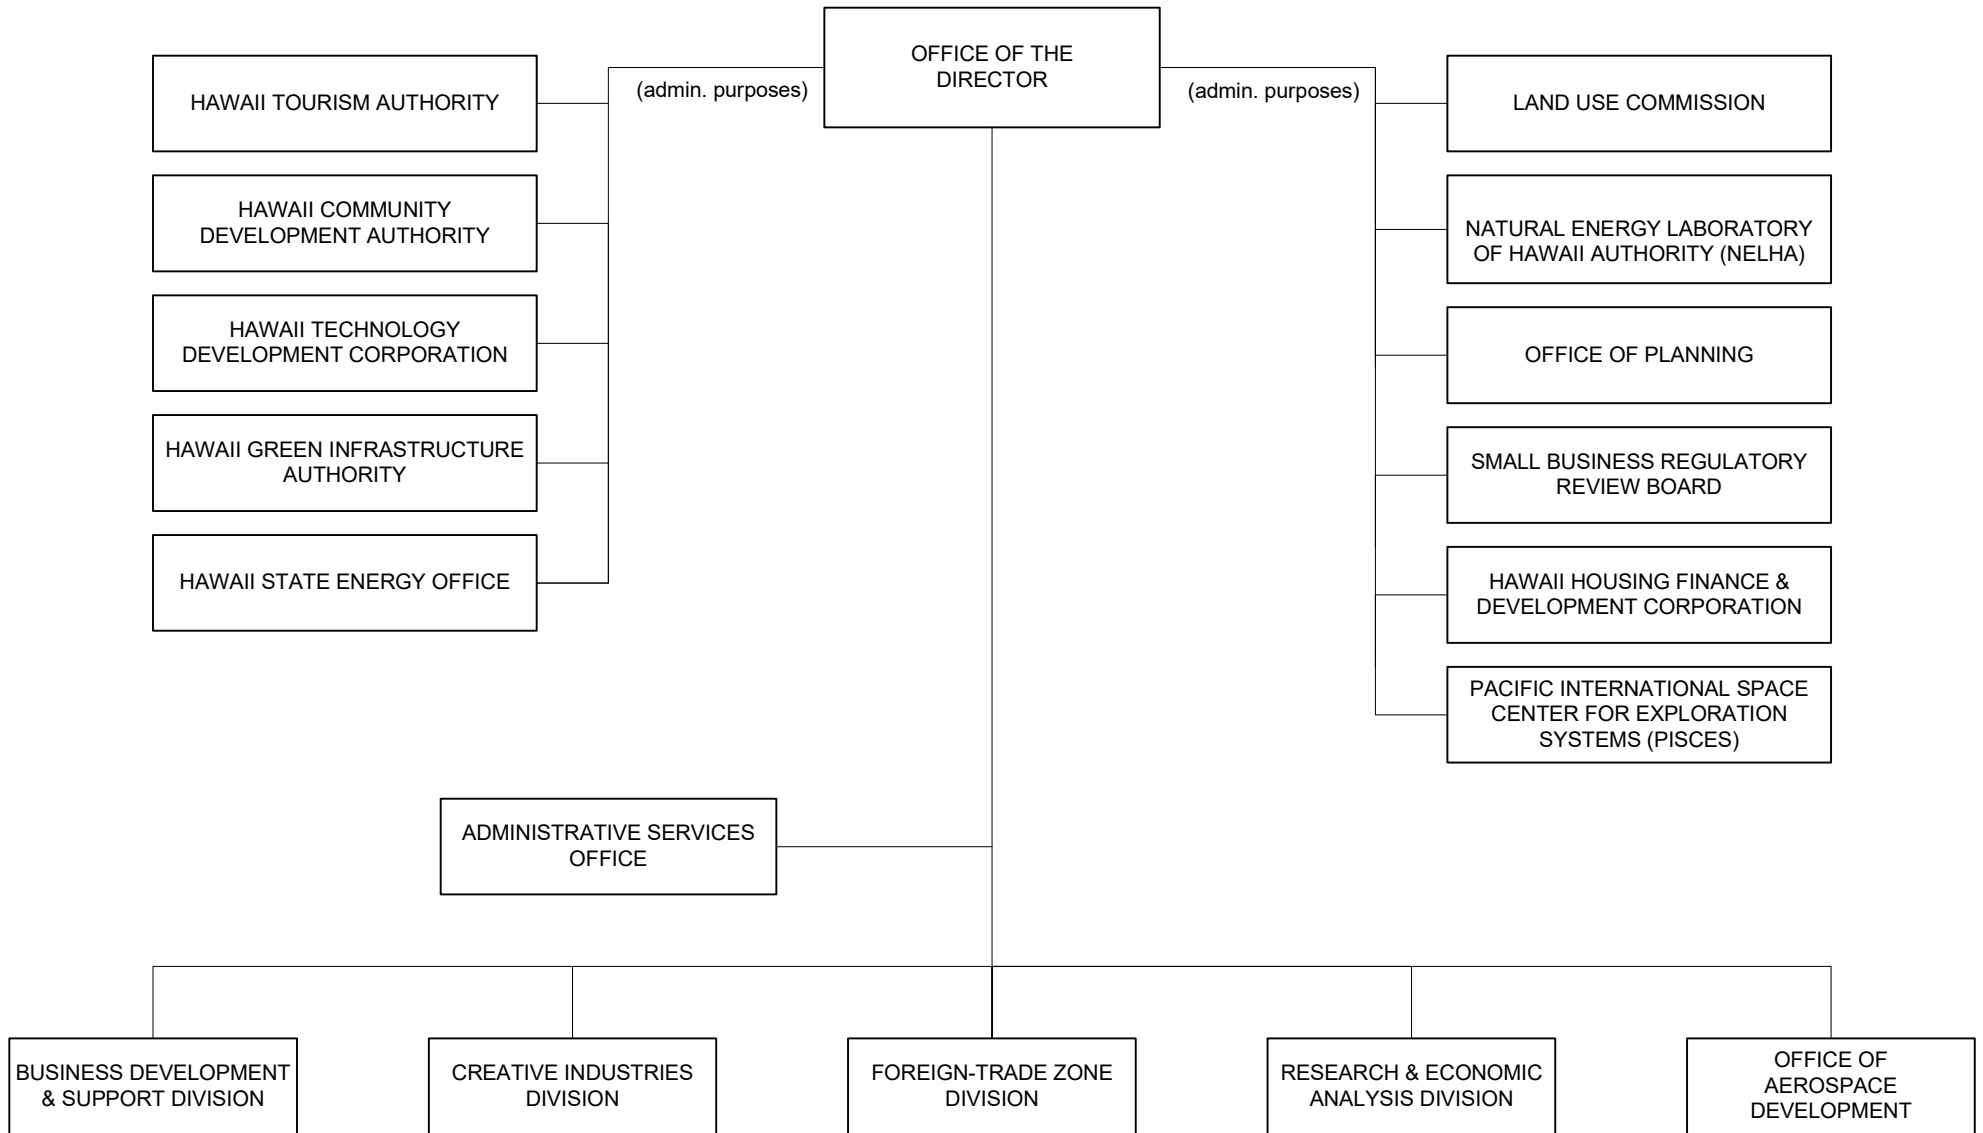 OFFICE OF THE
DIRECTOR
(admin. purposes)
(admin. purposes)
HAWAII TOURISM AUTHORITY
HAWAII COMMUNITY
DEVELOPMENT AUTHORITY
HAWAII TECHNOLOGY
DEVELOPMENT CORPORATION
HAWAII GREEN INFRASTRUCTURE
AUTHORITY
HAWAII STATE ENERGY OFFICE
LAND USE COMMISSION
NATURAL ENERGY LABORATORY
OF HAWAII AUTHORITY (NELHA)
OFFICE OF PLANNING
SMALL BUSINESS REGULATORY
REVIEW BOARD
HAWAII HOUSING FINANCE &
DEVELOPMENT CORPORATION
PACIFIC INTERNATIONAL SPACE
CENTER FOR EXPLORATION
SYSTEMS (PISCES)
ADMINISTRATIVE SERVICES
OFFICE
BUSINESS DEVELOPMENT
& SUPPORT DIVISION
CREATIVE INDUSTRIES
DIVISION
FOREIGN-TRADE ZONE
DIVISION
RESEARCH & ECONOMIC
ANALYSIS DIVISION
OFFICE OF
AEROSPACE
DEVELOPMENT